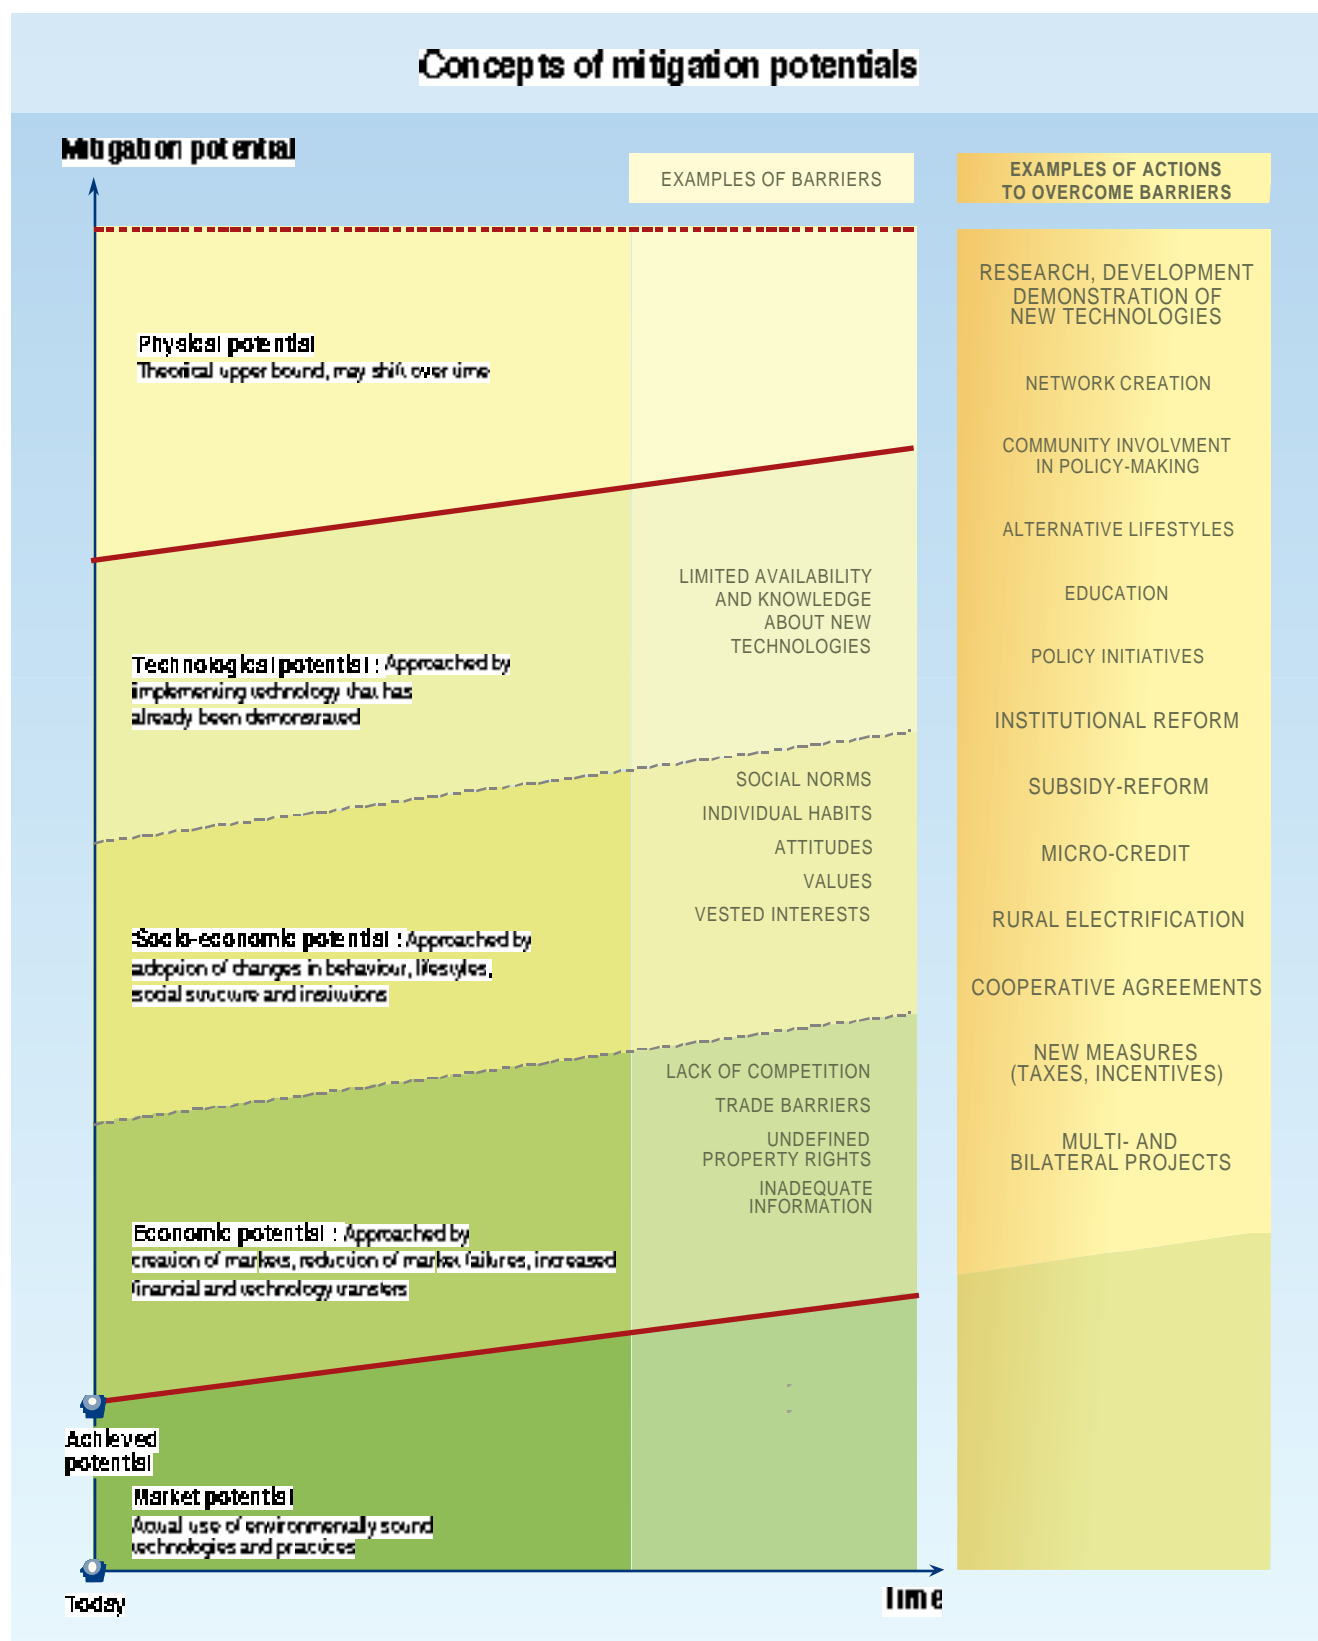 Concepts of mitigation potentials
Mitigation potential
EXAMPLES OF BARRIERS
EXAMPLES OF ACTIONS
TO OVERCOME BARRIERS
Physical potential
Theorical upper bound, may shift over time
Technological potential : Approached by
implementing technology that has
already been demonstrated
Socio-economic potential : Approached by
adoption of changes in behaviour, lifestyles,
social structure and institutions
Economic potential : Approached by
creation of markets, reduction of market failures, increased
financial and technology transfers
Achieved
potential
Market potential
Actual use of environmentally sound
technologies and practices
Today
Time
LIMITED AVAILABILITY
AND KNOWLEDGE
ABOUT NEW
TECHNOLOGIES
SOCIAL NORMS
INDIVIDUAL HABITS
ATTITUDES
VALUES
VESTED INTERESTS
LACK OF COMPETITION
TRADE BARRIERS
UNDEFINED
PROPERTY RIGHTS
INADEQUATE
INFORMATION
RESEARCH, DEVELOPMENT
DEMONSTRATION OF
NEW TECHNOLOGIES
NETWORK CREATION
COMMUNITY INVOLVMENT
IN POLICY-MAKING
ALTERNATIVE LIFESTYLES
EDUCATION
POLICY INITIATIVES
INSTITUTIONAL REFORM
SUBSIDY-REFORM
MICRO-CREDIT
RURAL ELECTRIFICATION
COOPERATIVE AGREEMENTS
NEW MEASURES
(TAXES, INCENTIVES)
MULTI- AND
BILATERAL PROJECTS